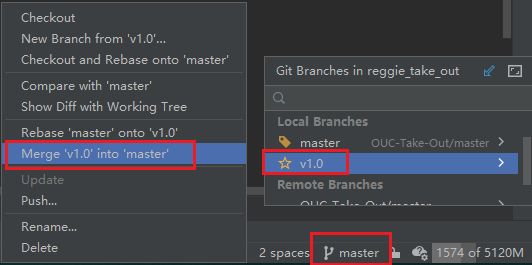 Checkout
New Branch from 'v1.0'...
Checkout and Rebase onto 'master'
Compare with 'master'
Show Diff with Working Tree
Rebase 'master' onto 'v1.0'
Merge 'v1.0' into 'master'
Update
Push...
Rename...
Delete
Git Branches in reggie_take_out
Local Branches
master OUC-Take-Out/master
v1.0
Remote Branches
OUC-Take-Out/master
2 spaces master 1574 of 5120M